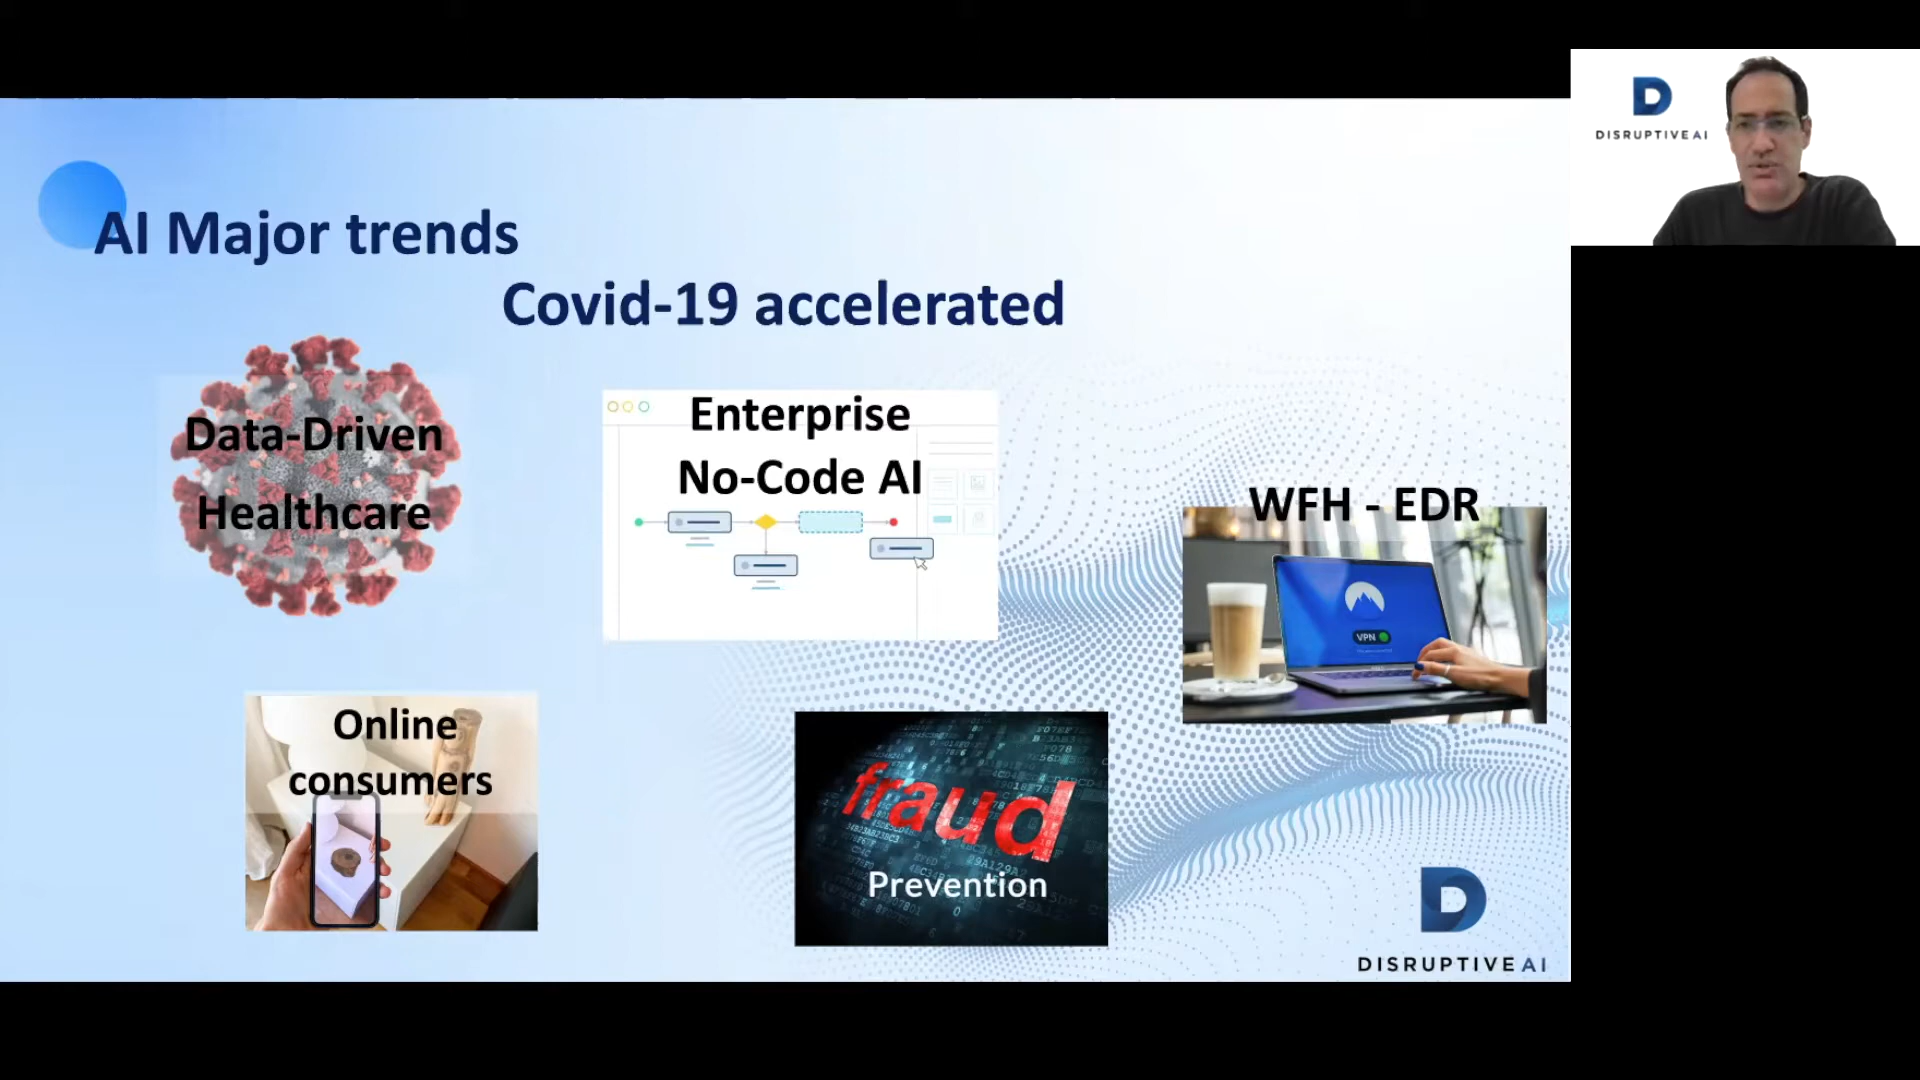 AI Major trends
Covid-19 accelerated
Data-Driven
Healthcare
Enterprise
No-Code AI
WFH - EDR
VPN
Online
consumers
fraud
Prevention
D
DISRUPTIVE AI
D
DISRUPTIVE AI